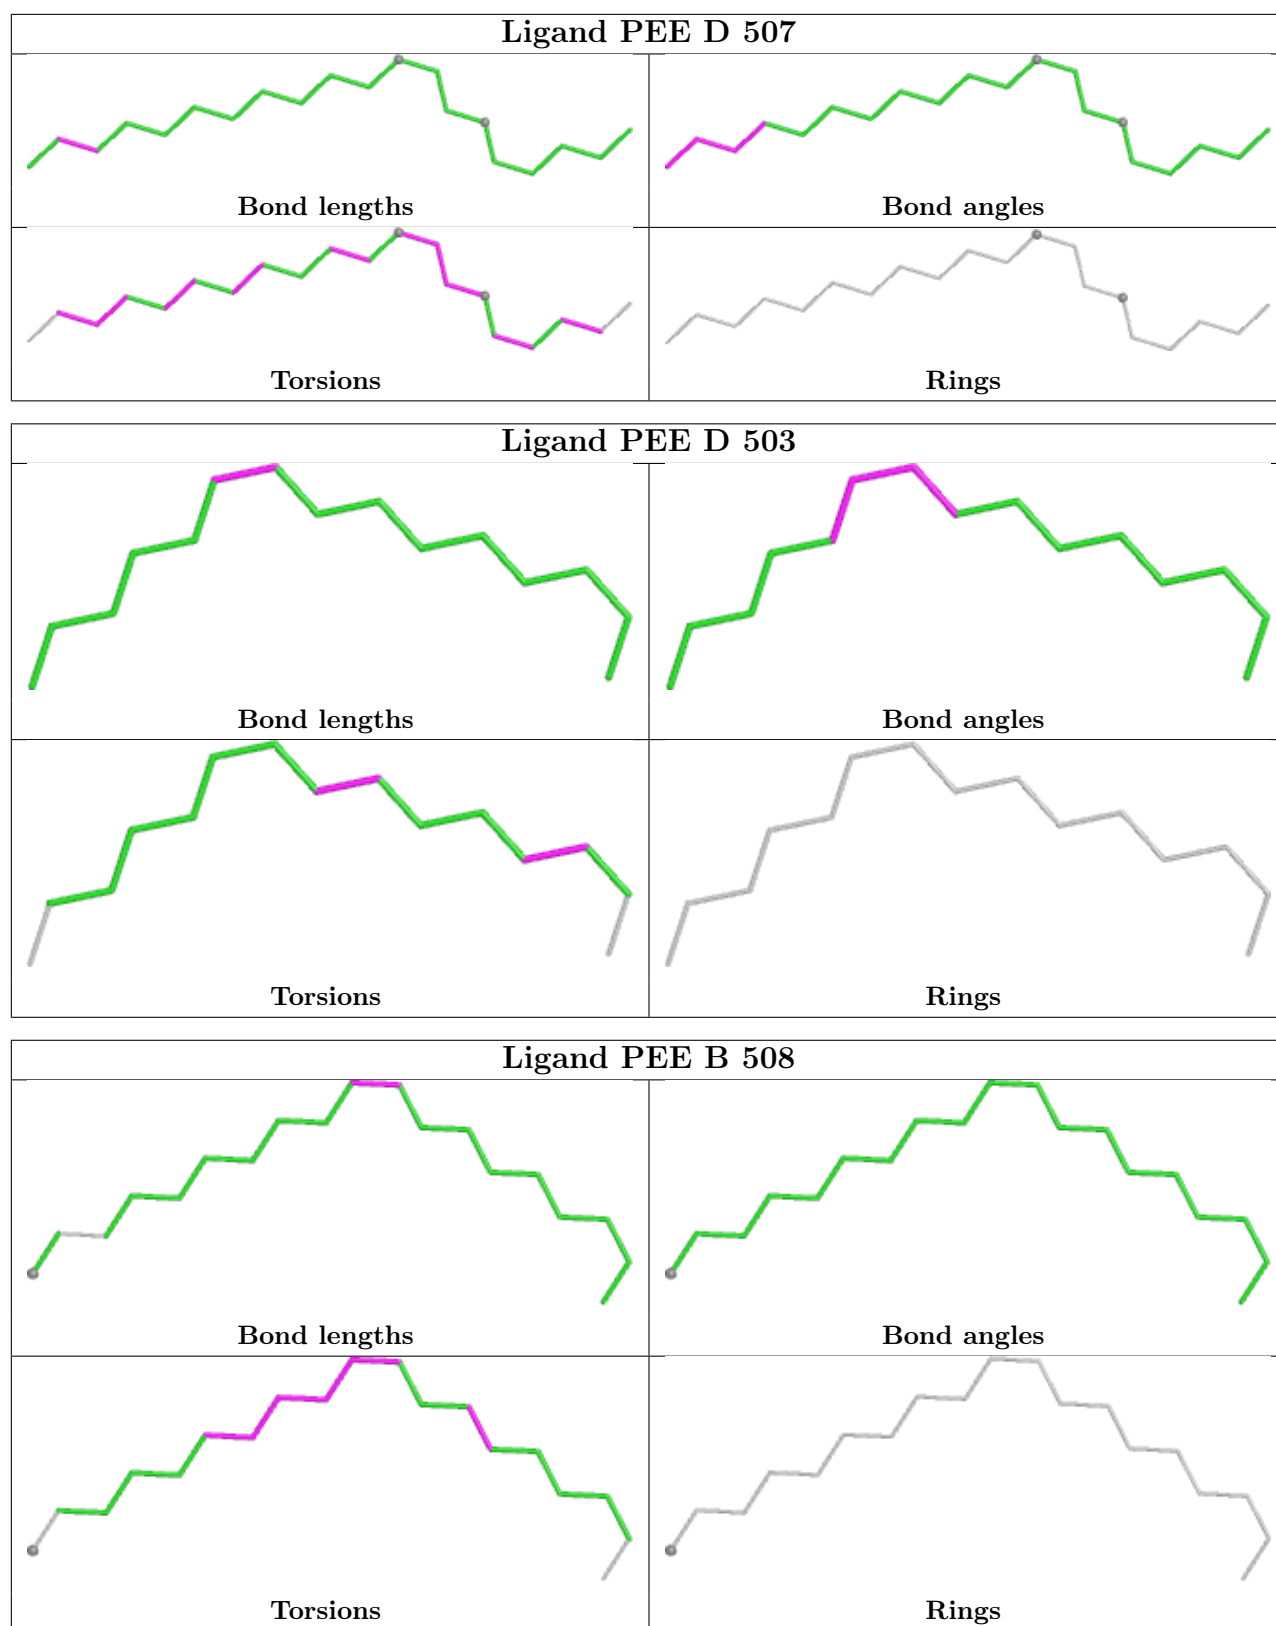 Ligand PEE D 507
Bond lengths
Bond angles
Torsions
Rings
Ligand PEE D 503
Bond lengths
Bond angles
Torsions
Rings
Ligand PEE B 508
Bond lengths
Bond angles
Torsions
Rings